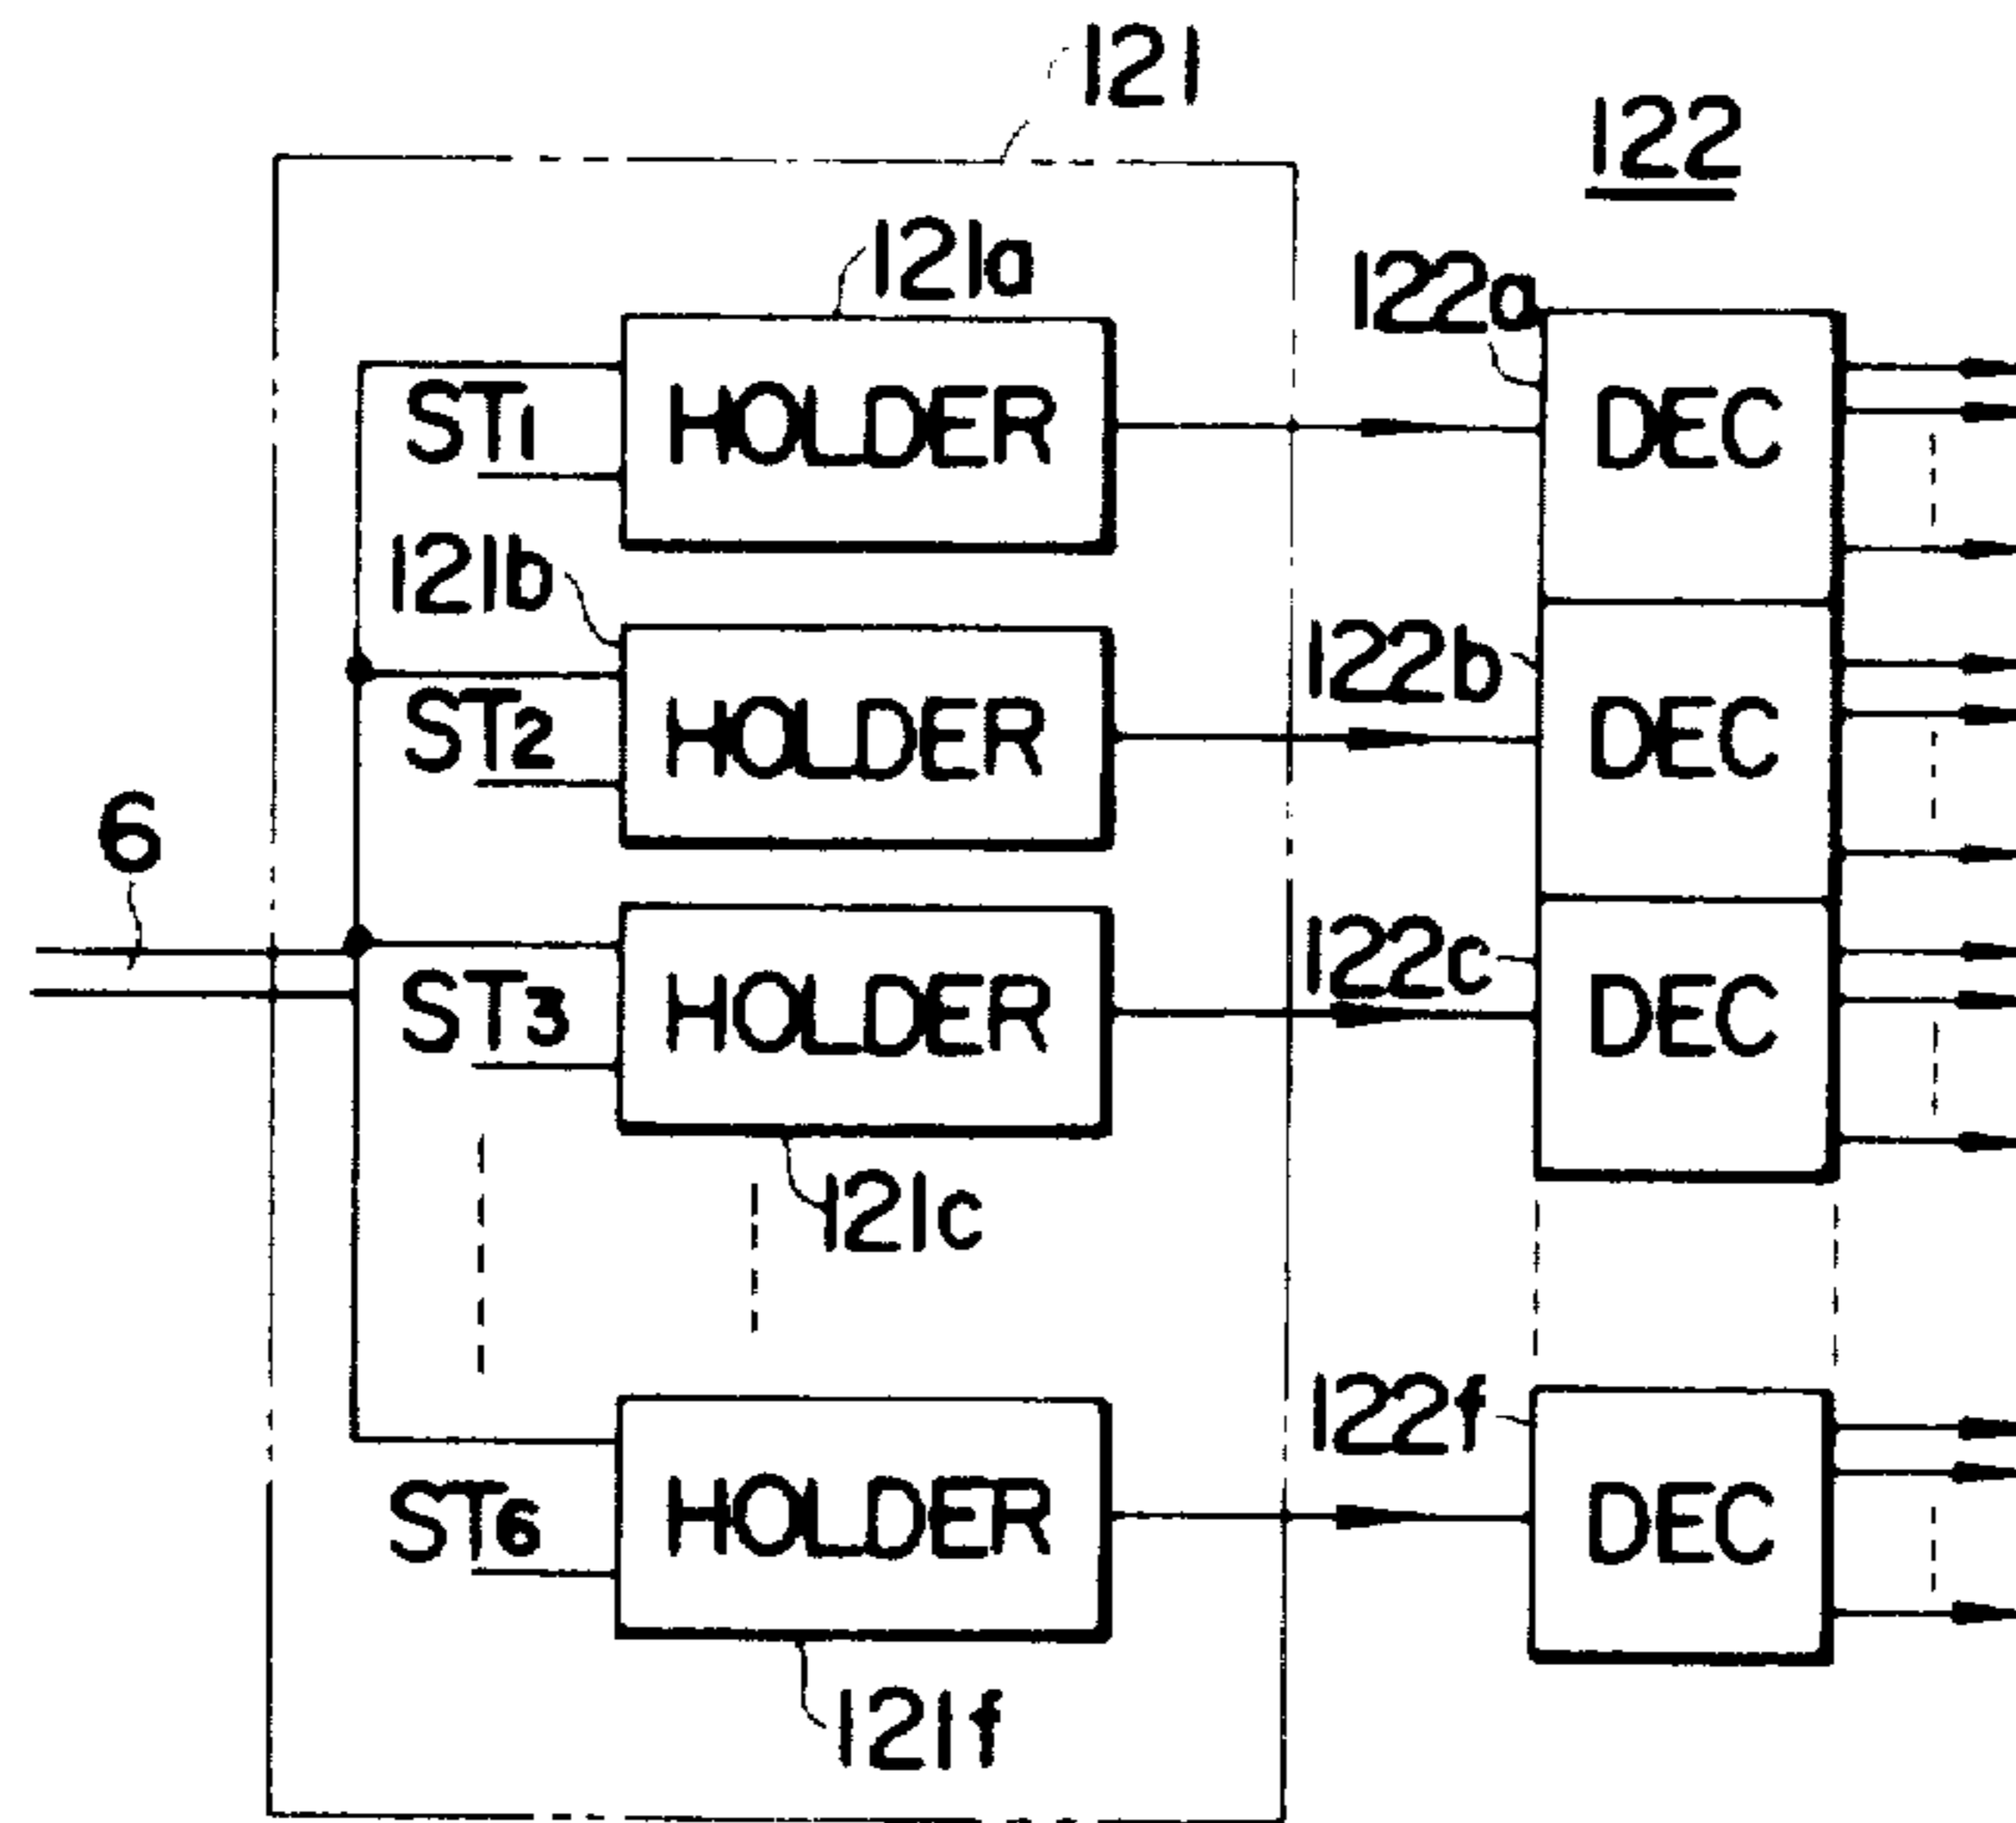 121
122
121a
122a
ST1
HOLDER
DEC
121b
122b
ST2
HOLDER
DEC
6
122c
ST3
HOLDER
DEC
121c
122f
ST6
HOLDER
DEC
121f